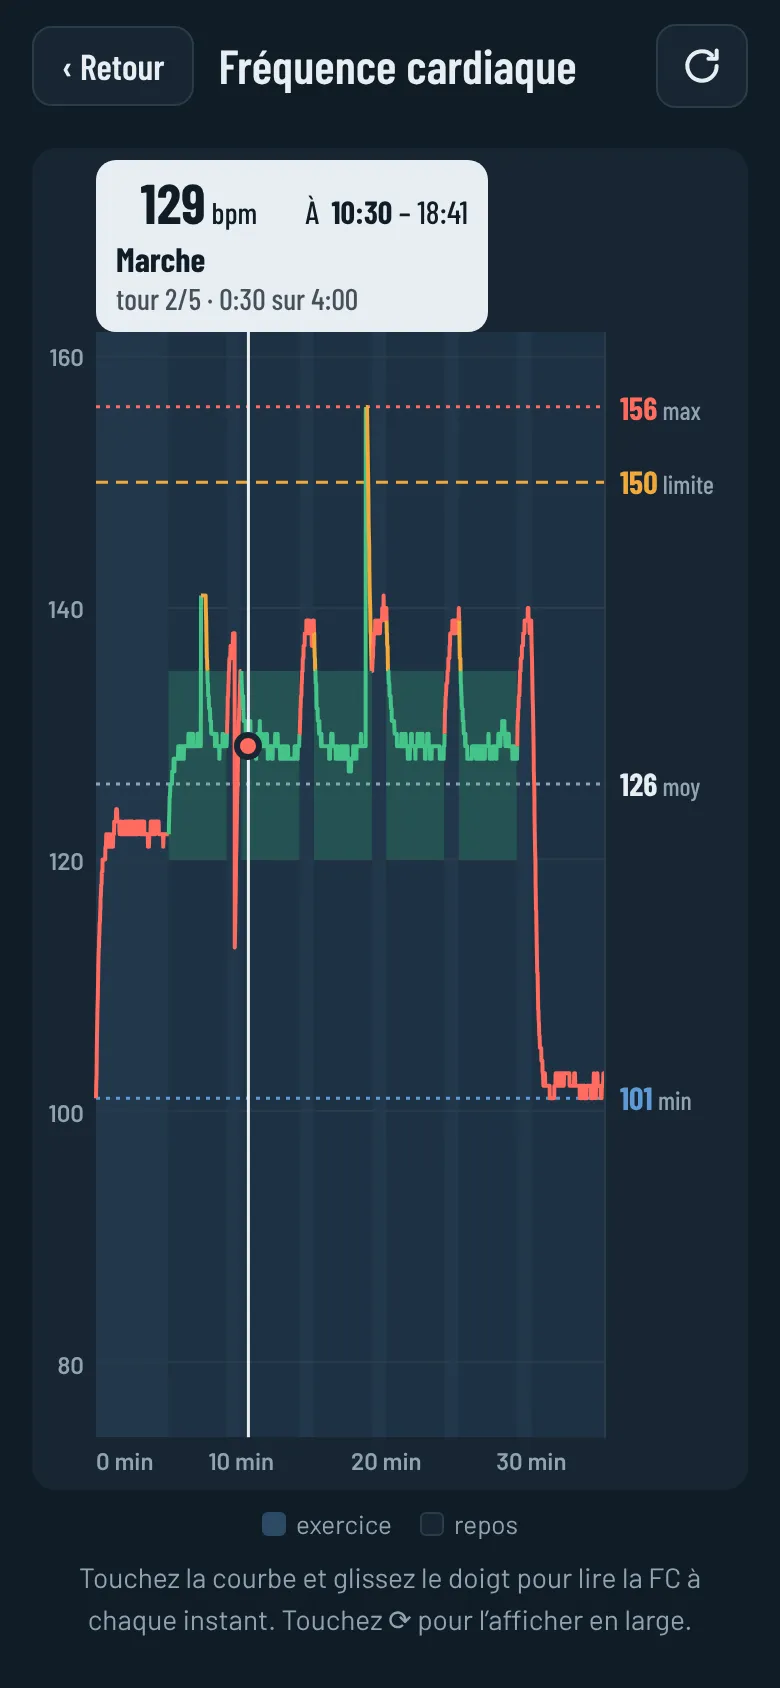 ‹ Retour
Fréquence cardiaque
129 bpm À 10:30 – 18:41
Marche
tour 2/5 · 0:30 sur 4:00
160
156 max
150 limite
140
126 moy
120
101 min
100
80
0 min 10 min 20 min 30 min
exercice repos
Touchez la courbe et glissez le doigt pour lire la FC à
chaque instant. Touchez ⟳ pour l’afficher en large.